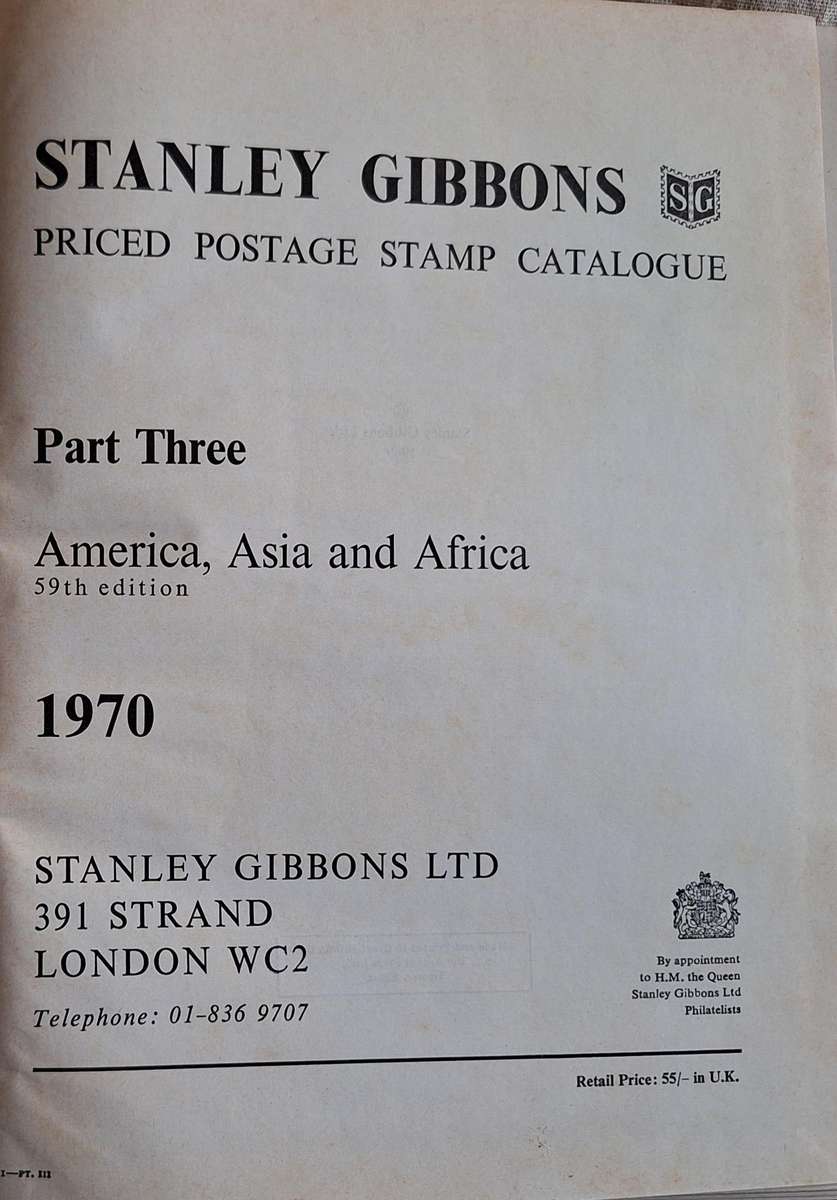 STANLEY GIBBONS SG
PRICED POSTAGE STAMP CATALOGUE
Part Three
America, Asia and Africa
59th edition
1970
STANLEY GIBBONS LTD
391 STRAND
LONDON WC2
Telephone: 01-836 9707
By appointment
to H.M. the Queen
Stanley Gibbons Ltd
Philatelists
Retail Price: 55/- in U.K.
I—PT. III